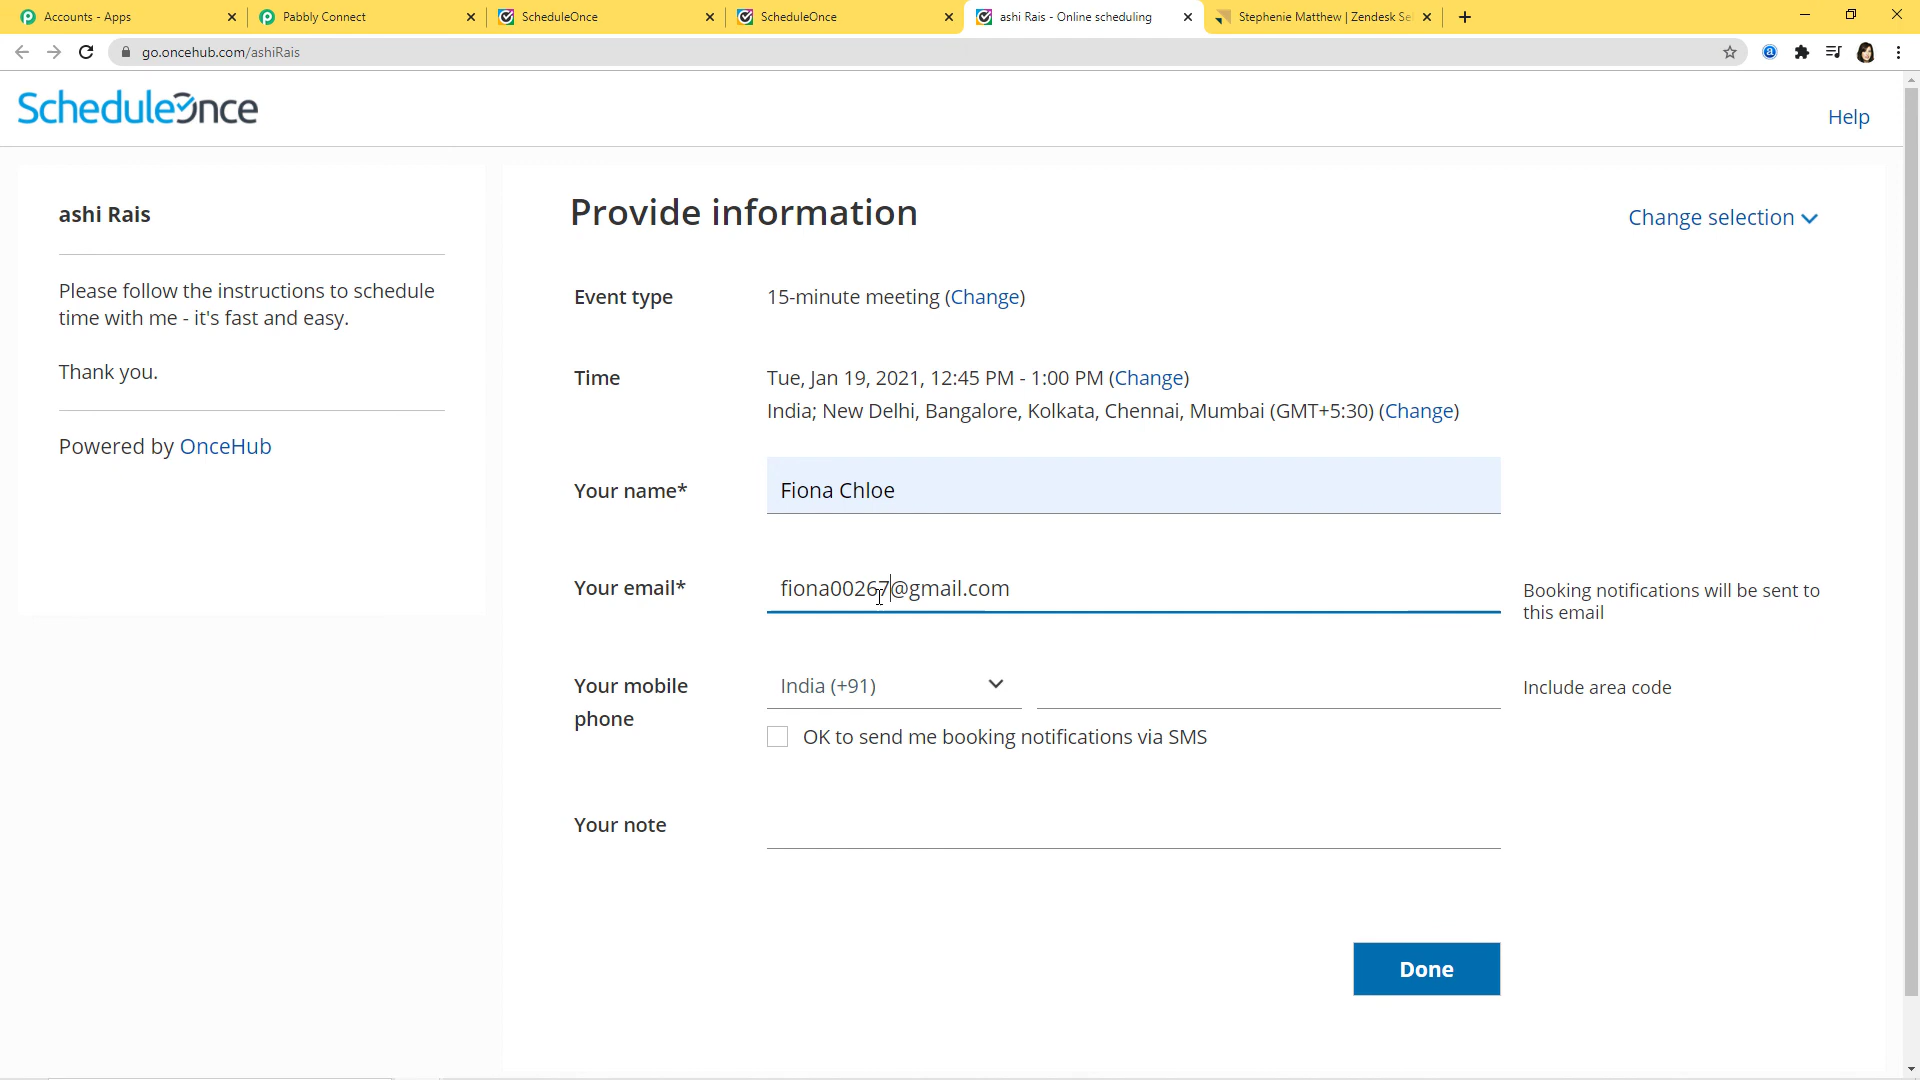 Accounts - Apps
Pabbly Connect
ScheduleOnce
ScheduleOnce
ashi Rais - Online scheduling
Stephenie Matthew | Zendesk Se
go.oncehub.com/ashiRais
ScheduleOnce
Help
ashi Rais
Please follow the instructions to schedule
time with me - it's fast and easy.
Thank you.
Powered by OnceHub
Provide information
Change selection
Event type
15-minute meeting (Change)
Time
Tue, Jan 19, 2021, 12:45 PM - 1:00 PM (Change)
India; New Delhi, Bangalore, Kolkata, Chennai, Mumbai (GMT+5:30) (Change)
Your name*
Fiona Chloe
Your email*
fiona00267@gmail.com
Booking notifications will be sent to
this email
Your mobile
phone
India (+91)
Include area code
OK to send me booking notifications via SMS
Your note
Done